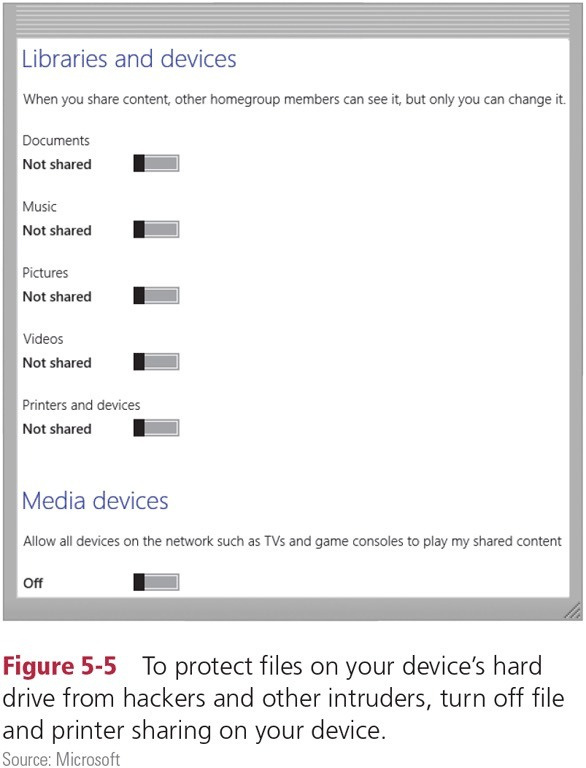 Libraries and devices
When you share content, other homegroup members can see it, but only you can change it.
Documents
Not shared
Music
Not shared
Pictures
Not shared
Videos
Not shared
Printers and devices
Not shared
Media devices
Allow all devices on the network such as TVs and game consoles to play my shared content
Off
Figure 5-5 To protect files on your device’s hard
drive from hackers and other intruders, turn off file
and printer sharing on your device.
Source: Microsoft